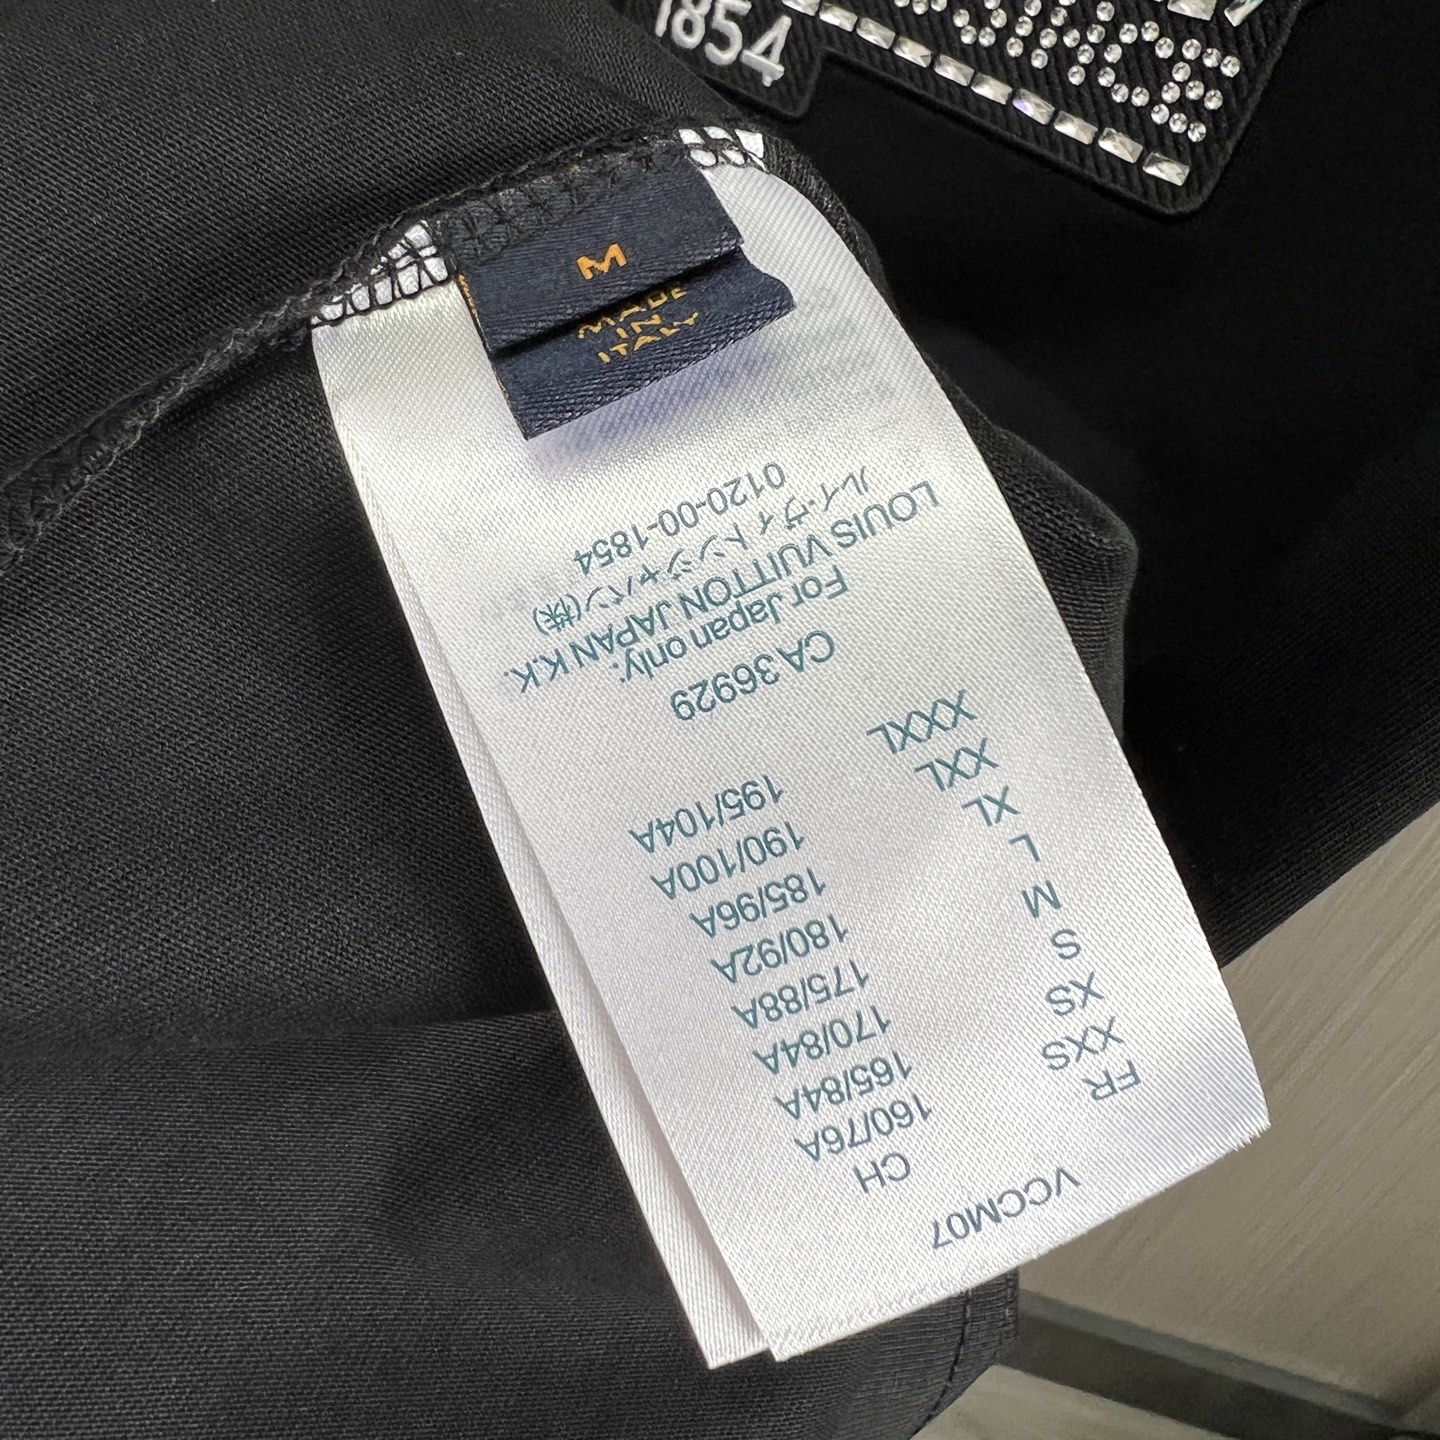 1854
M
MADE
IN
ITALY
VCCM07
FR CH
XXS 160/76A
XS 165/84A
S 170/84A
M 175/88A
L 180/92A
XL 185/96A
XXL 190/100A
XXXL 195/104A
CA 36929
For Japan only:
LOUIS VUITTON JAPAN K.K.
ルイ・ヴィトンジャパン(株)
0120-00-1854